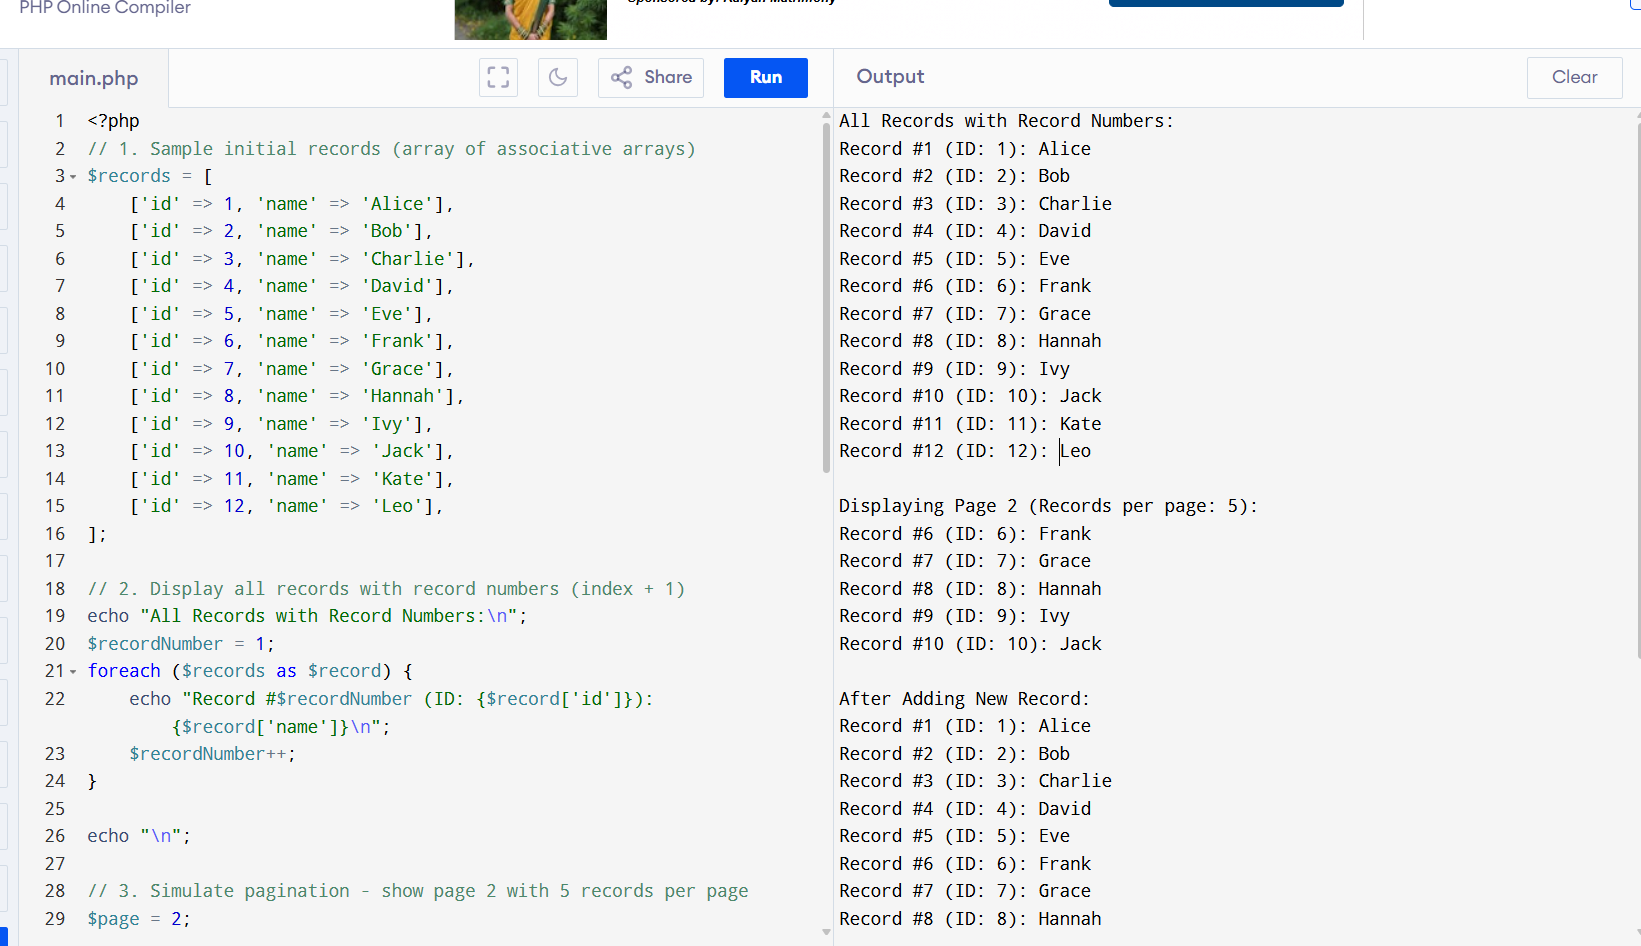 PHP Online Compiler
Sponsored by: Kalyan Matrimony
main.php
Share
Run
Output
Clear
1 <?php
2 // 1. Sample initial records (array of associative arrays)
3 $records = [
4 ['id' => 1, 'name' => 'Alice'],
5 ['id' => 2, 'name' => 'Bob'],
6 ['id' => 3, 'name' => 'Charlie'],
7 ['id' => 4, 'name' => 'David'],
8 ['id' => 5, 'name' => 'Eve'],
9 ['id' => 6, 'name' => 'Frank'],
10 ['id' => 7, 'name' => 'Grace'],
11 ['id' => 8, 'name' => 'Hannah'],
12 ['id' => 9, 'name' => 'Ivy'],
13 ['id' => 10, 'name' => 'Jack'],
14 ['id' => 11, 'name' => 'Kate'],
15 ['id' => 12, 'name' => 'Leo'],
16 ];
17
18 // 2. Display all records with record numbers (index + 1)
19 echo "All Records with Record Numbers:\n";
20 $recordNumber = 1;
21 foreach ($records as $record) {
22 echo "Record #$recordNumber (ID: {$record['id']}):
{$record['name']}\n";
23 $recordNumber++;
24 }
25
26 echo "\n";
27
28 // 3. Simulate pagination - show page 2 with 5 records per page
29 $page = 2;
All Records with Record Numbers:
Record #1 (ID: 1): Alice
Record #2 (ID: 2): Bob
Record #3 (ID: 3): Charlie
Record #4 (ID: 4): David
Record #5 (ID: 5): Eve
Record #6 (ID: 6): Frank
Record #7 (ID: 7): Grace
Record #8 (ID: 8): Hannah
Record #9 (ID: 9): Ivy
Record #10 (ID: 10): Jack
Record #11 (ID: 11): Kate
Record #12 (ID: 12): Leo
Displaying Page 2 (Records per page: 5):
Record #6 (ID: 6): Frank
Record #7 (ID: 7): Grace
Record #8 (ID: 8): Hannah
Record #9 (ID: 9): Ivy
Record #10 (ID: 10): Jack
After Adding New Record:
Record #1 (ID: 1): Alice
Record #2 (ID: 2): Bob
Record #3 (ID: 3): Charlie
Record #4 (ID: 4): David
Record #5 (ID: 5): Eve
Record #6 (ID: 6): Frank
Record #7 (ID: 7): Grace
Record #8 (ID: 8): Hannah